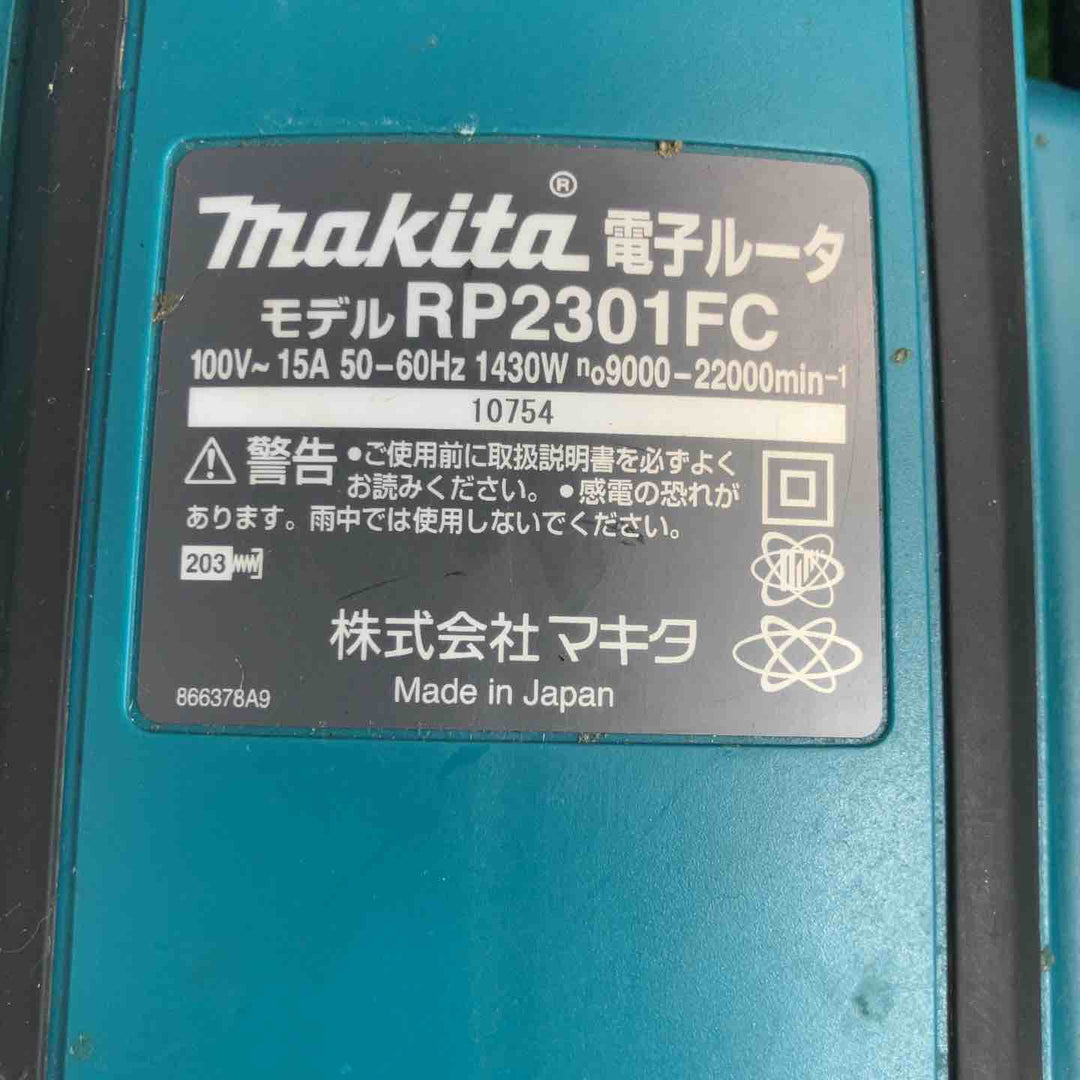 makita® 電子ルータ
モデル RP2301FC
100V~ 15A 50-60Hz 1430W n₀9000-22000min-1
10754
警告 •ご使用前に取扱説明書を必ずよく
お読みください。•感電の恐れが
あります。雨中では使用しないでください。
203
株式会社マキタ
866378A9 Made in Japan